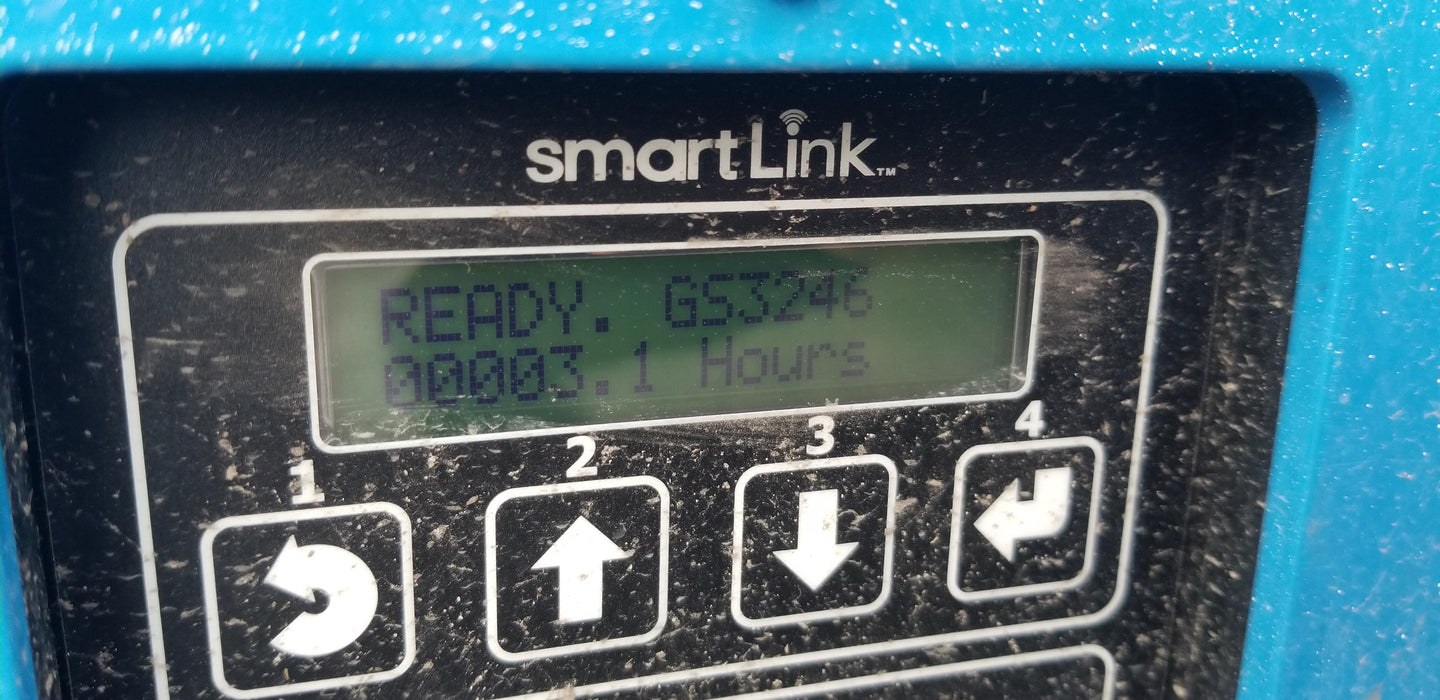 smartLink™
READY. GS3246
00003.1 Hours
1 2 3 4